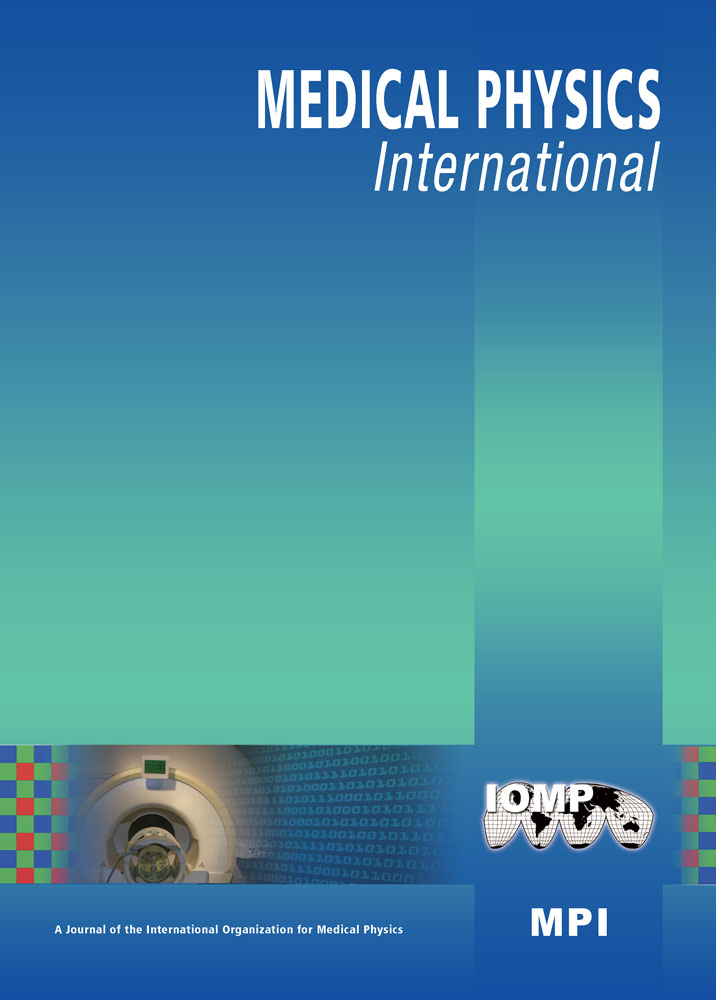 MEDICAL PHYSICS
International
IOMP
A Journal of the International Organization for Medical Physics
MPI